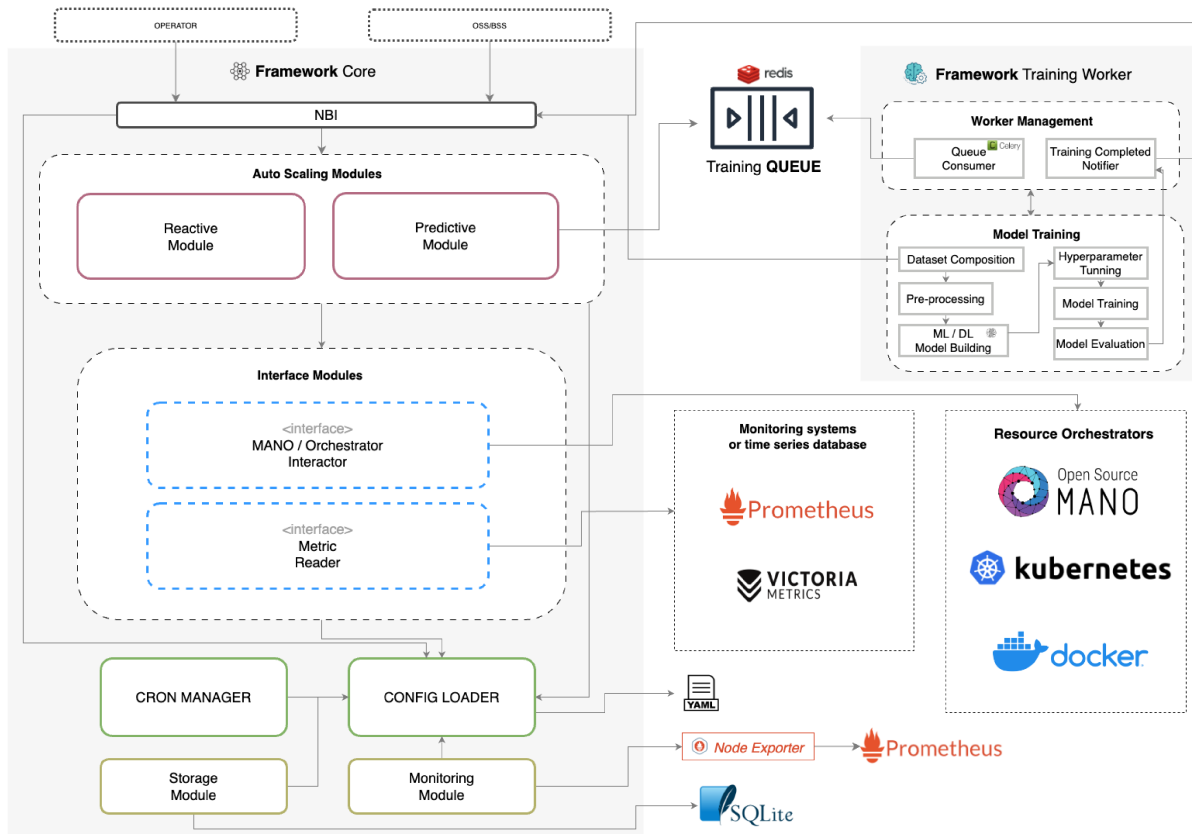 OPERATOR
OSS/BSS
Framework Core
NBI
Auto Scaling Modules
Reactive
Module
Predictive
Module
Interface Modules
<interface>
MANO / Orchestrator
Interactor
<interface>
Metric
Reader
CRON MANAGER
CONFIG LOADER
Storage
Module
Monitoring
Module
redis
Training QUEUE
Framework Training Worker
Worker Management
Queue
Consumer
Celery
Training Completed
Notifier
Model Training
Dataset Composition
Pre-processing
ML / DL
Model Building
Hyperparameter
Tunning
Model Training
Model Evaluation
Monitoring systems
or time series database
Prometheus
VICTORIA
METRICS
Resource Orchestrators
Open Source
MANO
kubernetes
docker
YAML
Node Exporter
Prometheus
SQLite